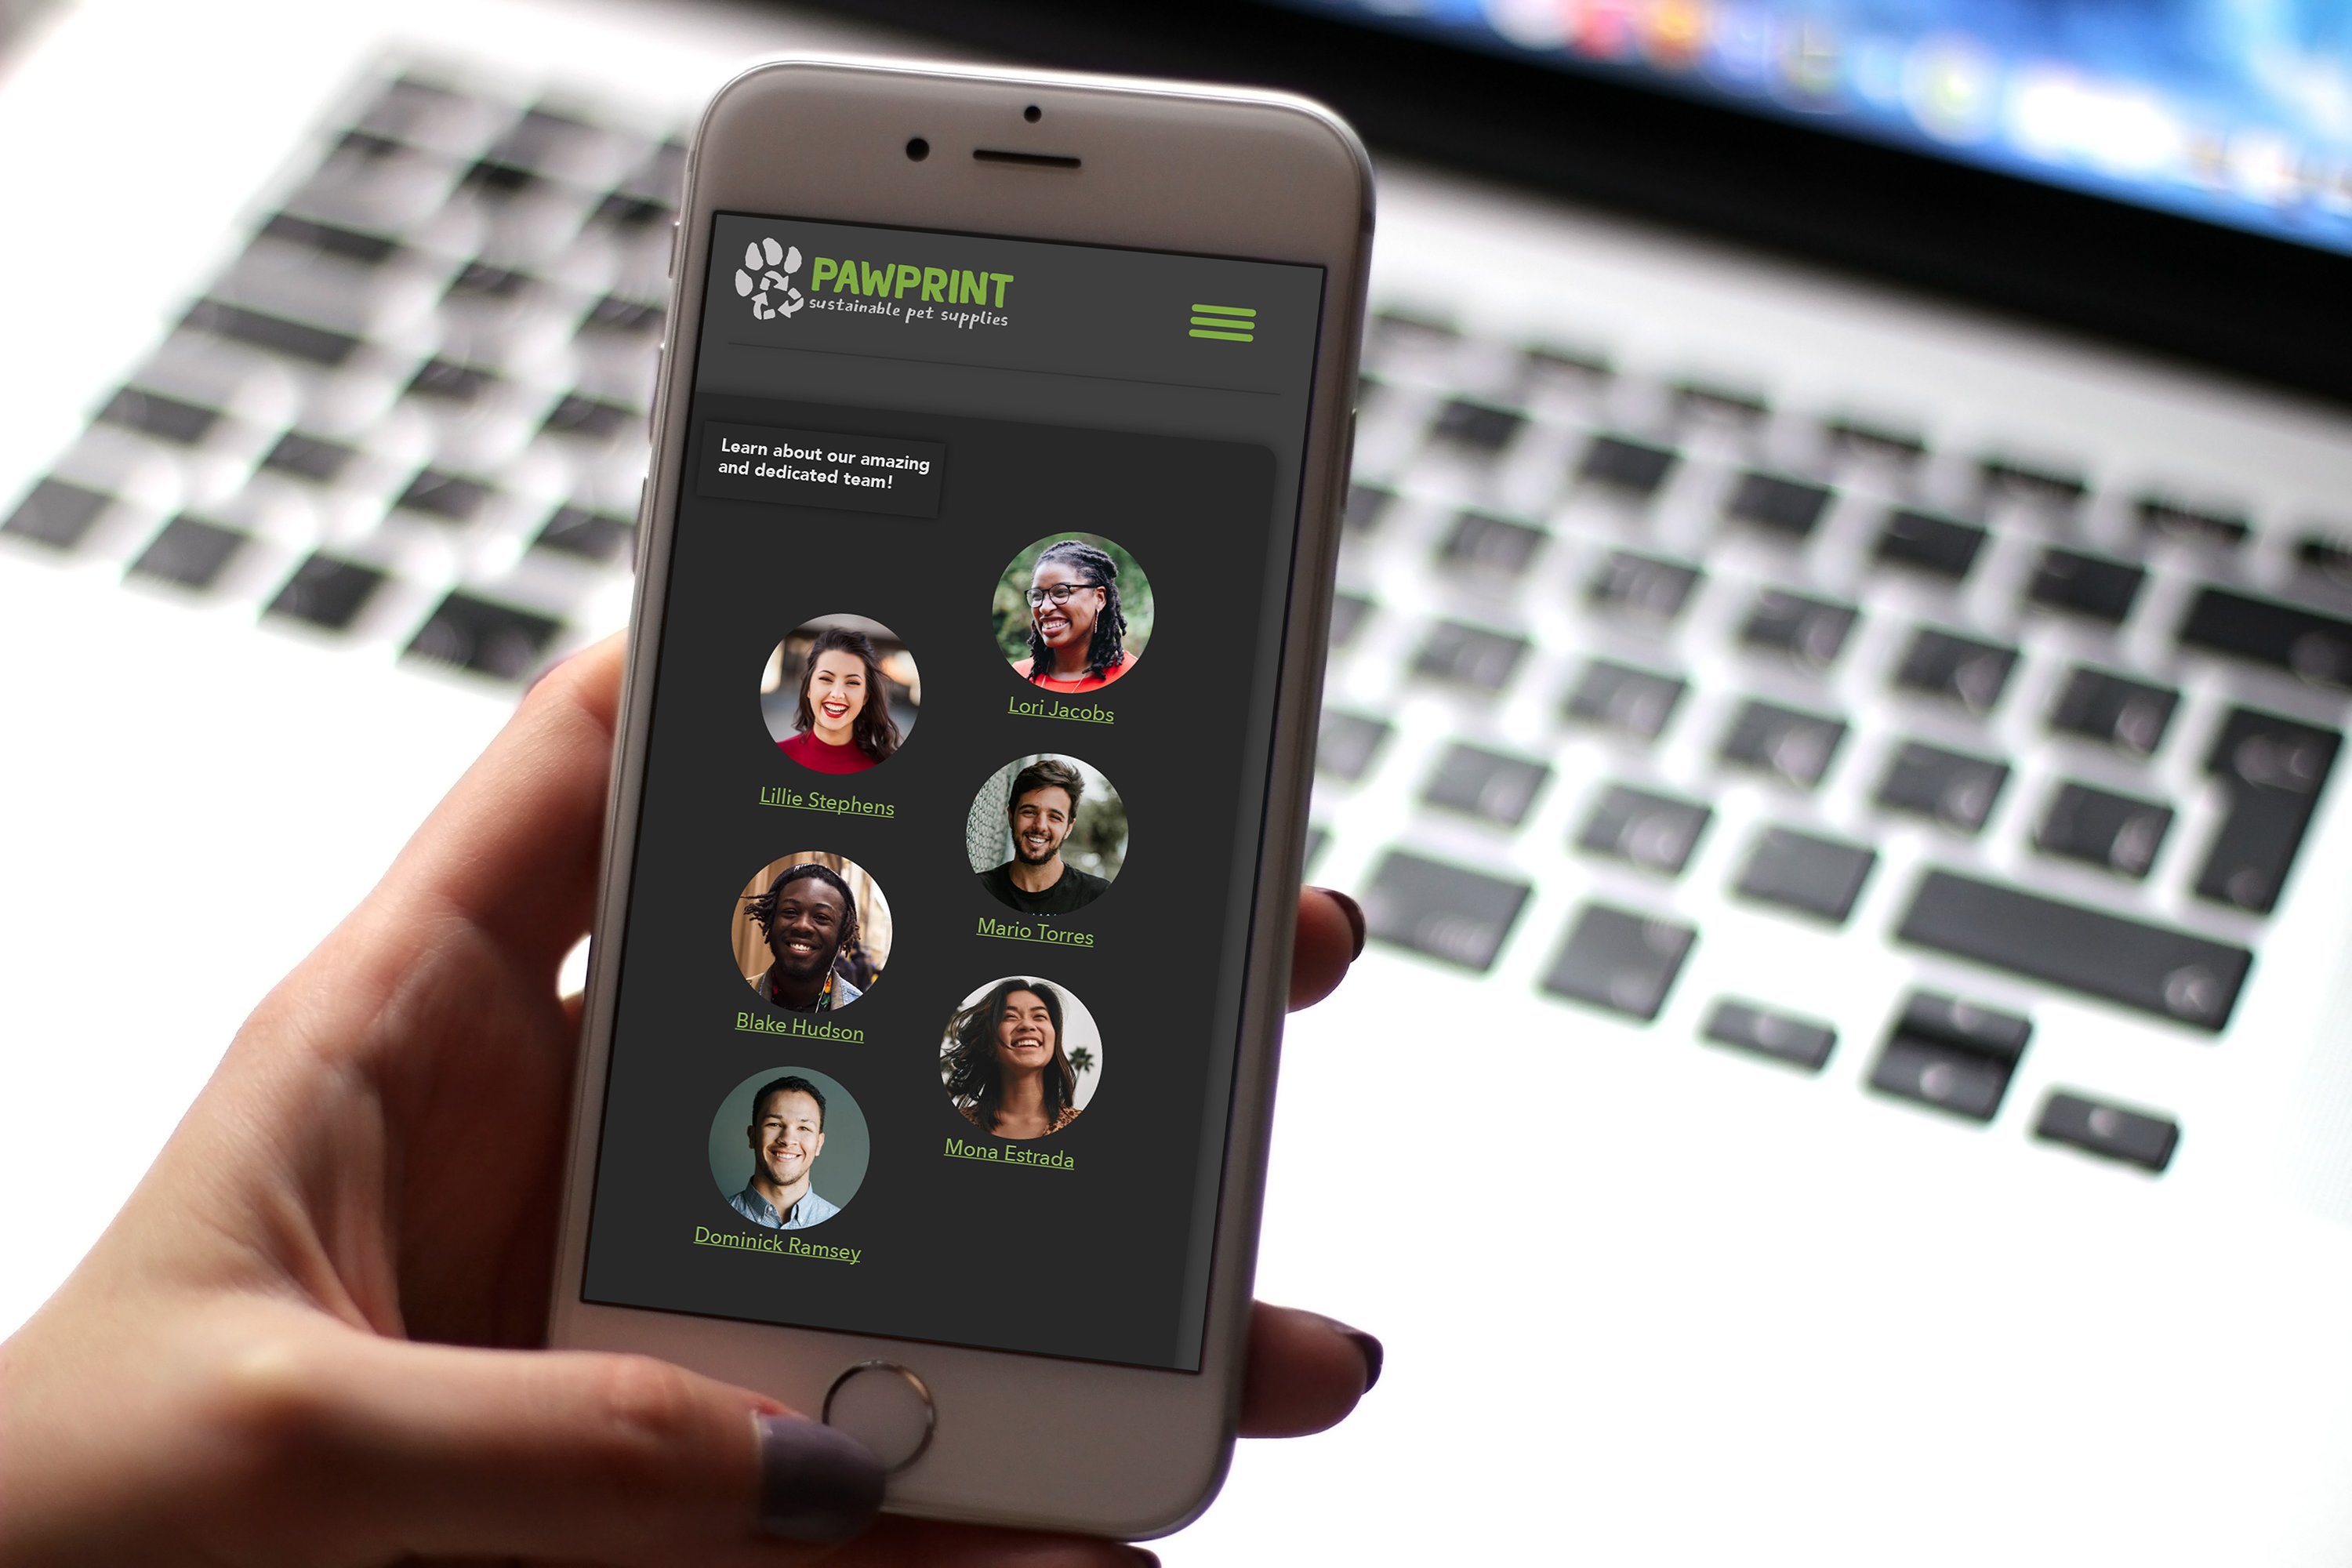 PAWPRINT
sustainable pet supplies
Learn about our amazing
and dedicated team!
Lori Jacobs
Lillie Stephens
Mario Torres
Blake Hudson
Mona Estrada
Dominick Ramsey